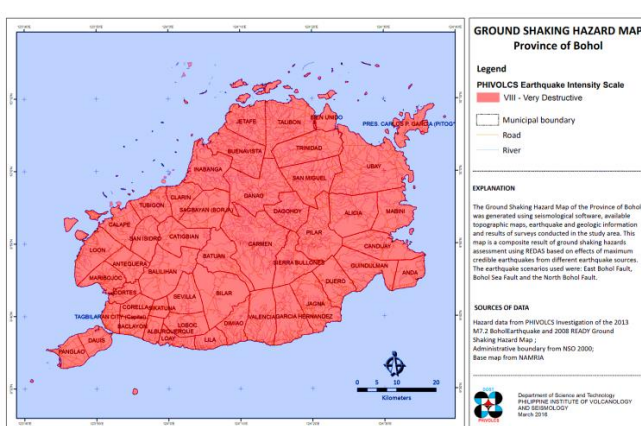 GROUND SHAKING HAZARD MAP
Province of Bohol
Legend
PHIVOLCS Earthquake Intensity Scale
VIII - Very Destructive
Municipal boundary
Road
River
EXPLANATION
The Ground Shaking Hazard Map of the Province of Bohol
was generated using seismological software, available
topographic maps, earthquake and geologic information
and results of surveys conducted in the study area. This
map is a composite result of ground shaking hazards
assesment using REDAS based on effects of maximum
credible earthquakes from different earthquake sources.
The earthquake scenarios used were: East Bohol Fault,
Bohol Sea Fault and the North Bohol Fault.
SOURCES OF DATA
Hazard data from PHIVOLCS Investigation of the 2013
M7.2 BoholEarthquake and 2008 READY Ground
Shaking Hazard Map ;
Administrative boundary from NSO 2000;
Base map from NAMRIA
Department of Science and Technology
PHILIPPINE INSTITUTE OF VOLCANOLOGY
AND SEISMOLOGY
March 2016
PHIVOLCS
JETAFE
TALIBON
BIEN UNIDO
PRES. CARLOS P. GARCIA (PITOGO)
BUENAVISTA
TRINIDAD
INABANGA
SAN MIGUEL
UBAY
CLARIN
DANAO
TUBIGON
SAGBAYAN (BORJA)
DAGOHOY
ALICIA
MABINI
CALAPE
SAN ISIDRO
CATIGBIAN
CARMEN
PILAR
CANDIJAY
LOON
BATUAN
ANTEQUERA
BALILIHAN
SIERRA BULLONES
GUINDULMAN
ANDA
MARIBOJOC
DUERO
CORTES
SEVILLA
BILAR
CORELLA
SIKATUNA
JAGNA
TAGBILARAN CITY (Capital)
LOBOC
VALENCIA
GARCIA HERNANDEZ
BACLAYON
DIMIAO
ALBURQUERQUE
LOAY
LILA
DAUIS
PANGLAO
0 5 10 20
Kilometers